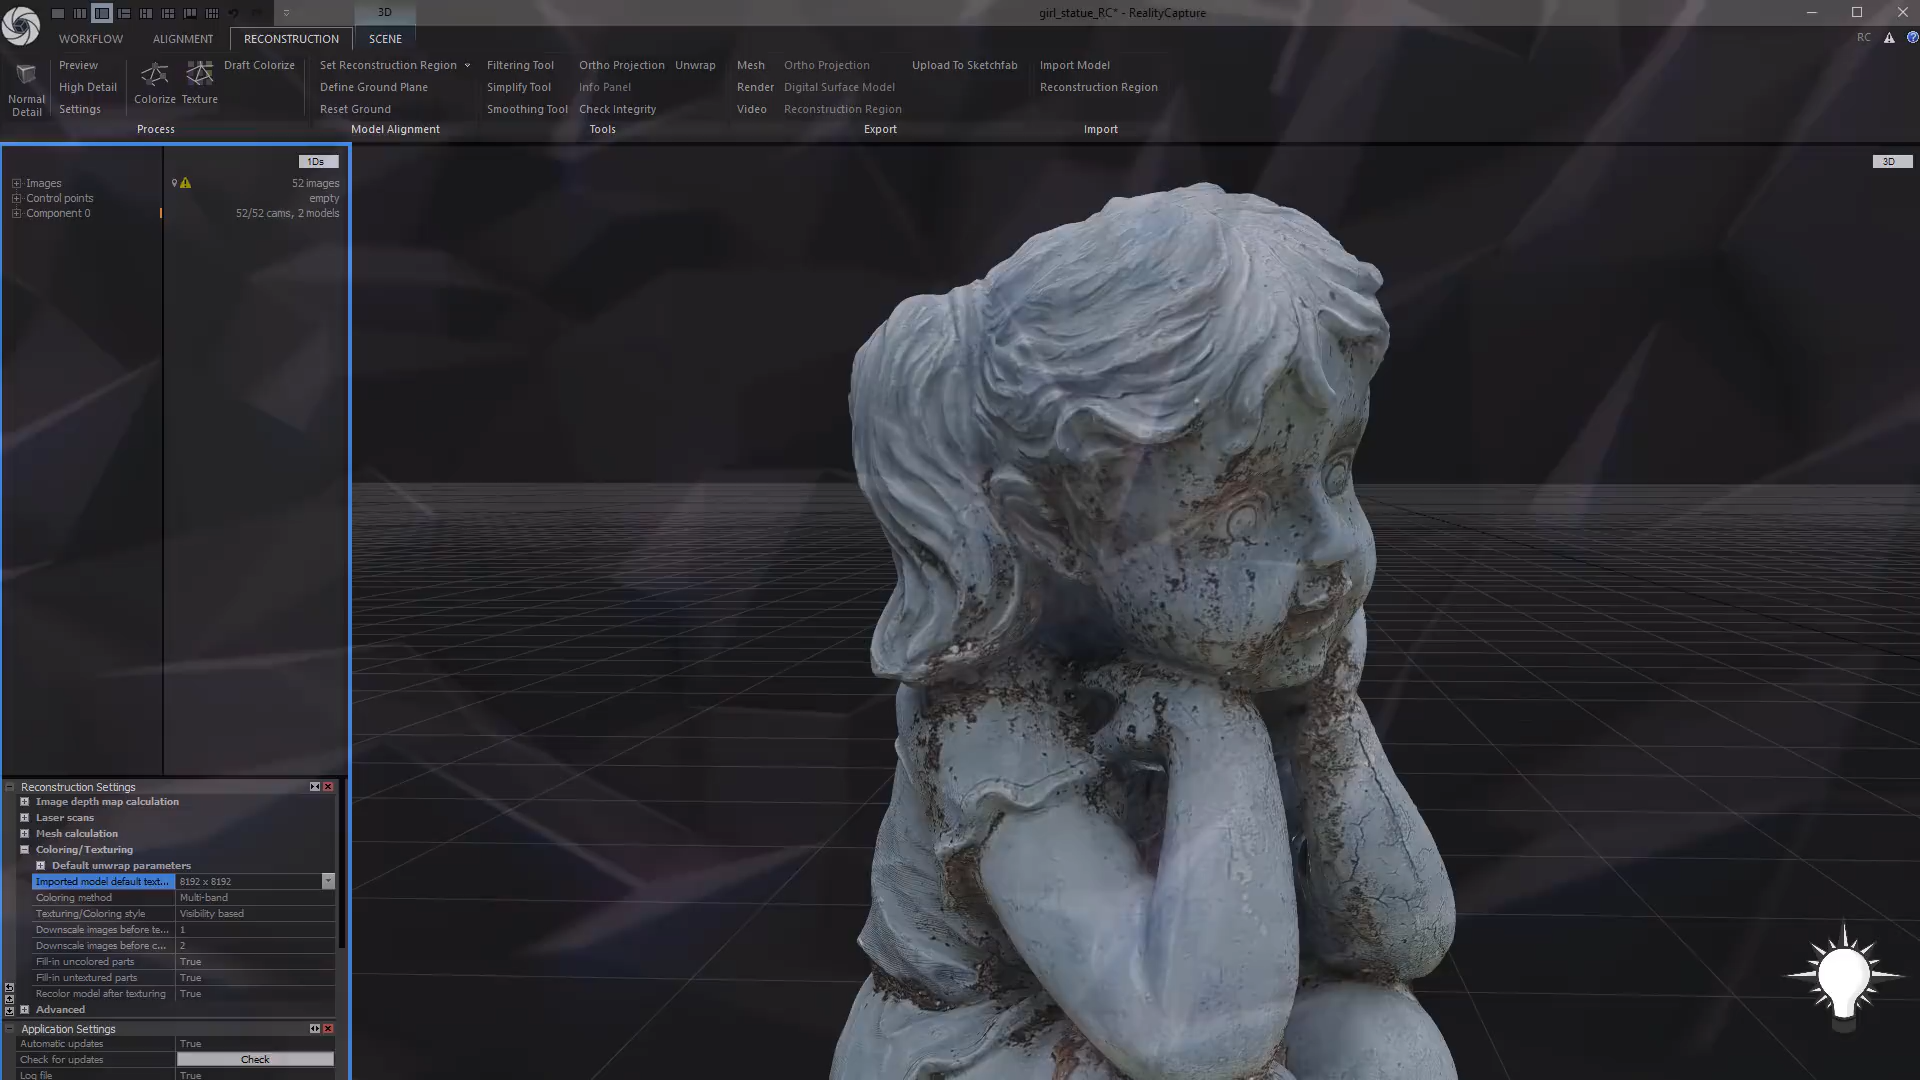 3D
girl_statue_RC* - RealityCapture
WORKFLOW ALIGNMENT RECONSTRUCTION SCENE
RC
Normal Detail
Preview
High Detail
Settings
Colorize
Texture
Draft Colorize
Process
Set Reconstruction Region
Define Ground Plane
Reset Ground
Model Alignment
Filtering Tool
Simplify Tool
Smoothing Tool
Ortho Projection
Info Panel
Check Integrity
Unwrap
Tools
Mesh
Render
Video
Ortho Projection
Digital Surface Model
Reconstruction Region
Upload To Sketchfab
Export
Import Model
Reconstruction Region
Import
1Ds
3D
Images 52 images
Control points empty
Component 0 52/52 cams, 2 models
Reconstruction Settings
Image depth map calculation
Laser scans
Mesh calculation
Coloring/Texturing
Default unwrap parameters
Imported model default text... 8192 x 8192
Coloring method Multi-band
Texturing/Coloring style Visibility based
Downscale images before te... 1
Downscale images before c... 2
Fill-in uncolored parts True
Fill-in untextured parts True
Recolor model after texturing True
Advanced
Application Settings
Automatic updates True
Check for updates Check
Log file True